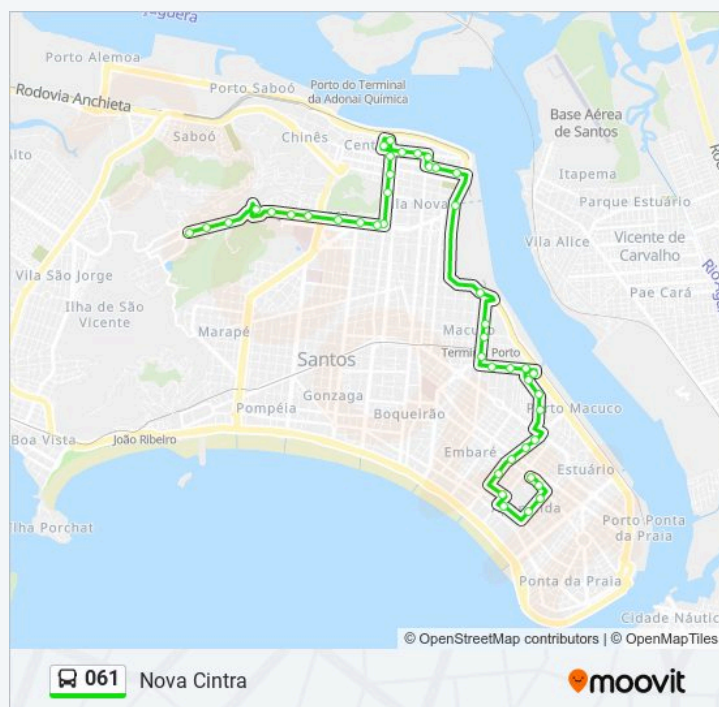 Jaguera
Porto Alemoa
Porto Saboó
Porto do Terminal
da Adonai Química
Rodovia Anchieta
Saboó
Chinês
Base Aérea
de Santos
Alto
Itapema
Parque Estuário
Vila Nova
Vila Alice
Vicente de
Carvalho
Vila São Jorge
Pae Cará
Ilha de São
Vicente
Marapé
Macuco
Santos
Terminal Porto
Gonzaga
Pompéia
Boqueirão
Porto Macuco
Boa Vista
João Ribeiro
Embaré
Estuário
Ilha Porchat
Porto Ponta
da Praia
Ponta da Praia
Cidade Náutic
© OpenStreetMap contributors | © OpenMapTiles
061 Nova Cintra
moovit